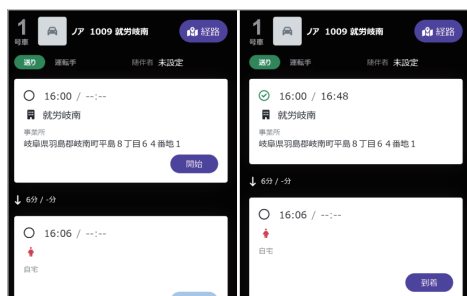 1
号車
ノア 1009 就労岐南
経路
送り 運転手 随伴者 未設定
16:00 / --:--
就労岐南
事業所
岐阜県羽島郡岐南町平島8丁目64番地1
開始
6分 / -分
16:06 / --:--
自宅
1
号車
ノア 1009 就労岐南
経路
送り 運転手 随伴者 未設定
16:00 / 16:48
就労岐南
事業所
岐阜県羽島郡岐南町平島8丁目64番地1
6分 / -分
16:06 / --:--
自宅
到着